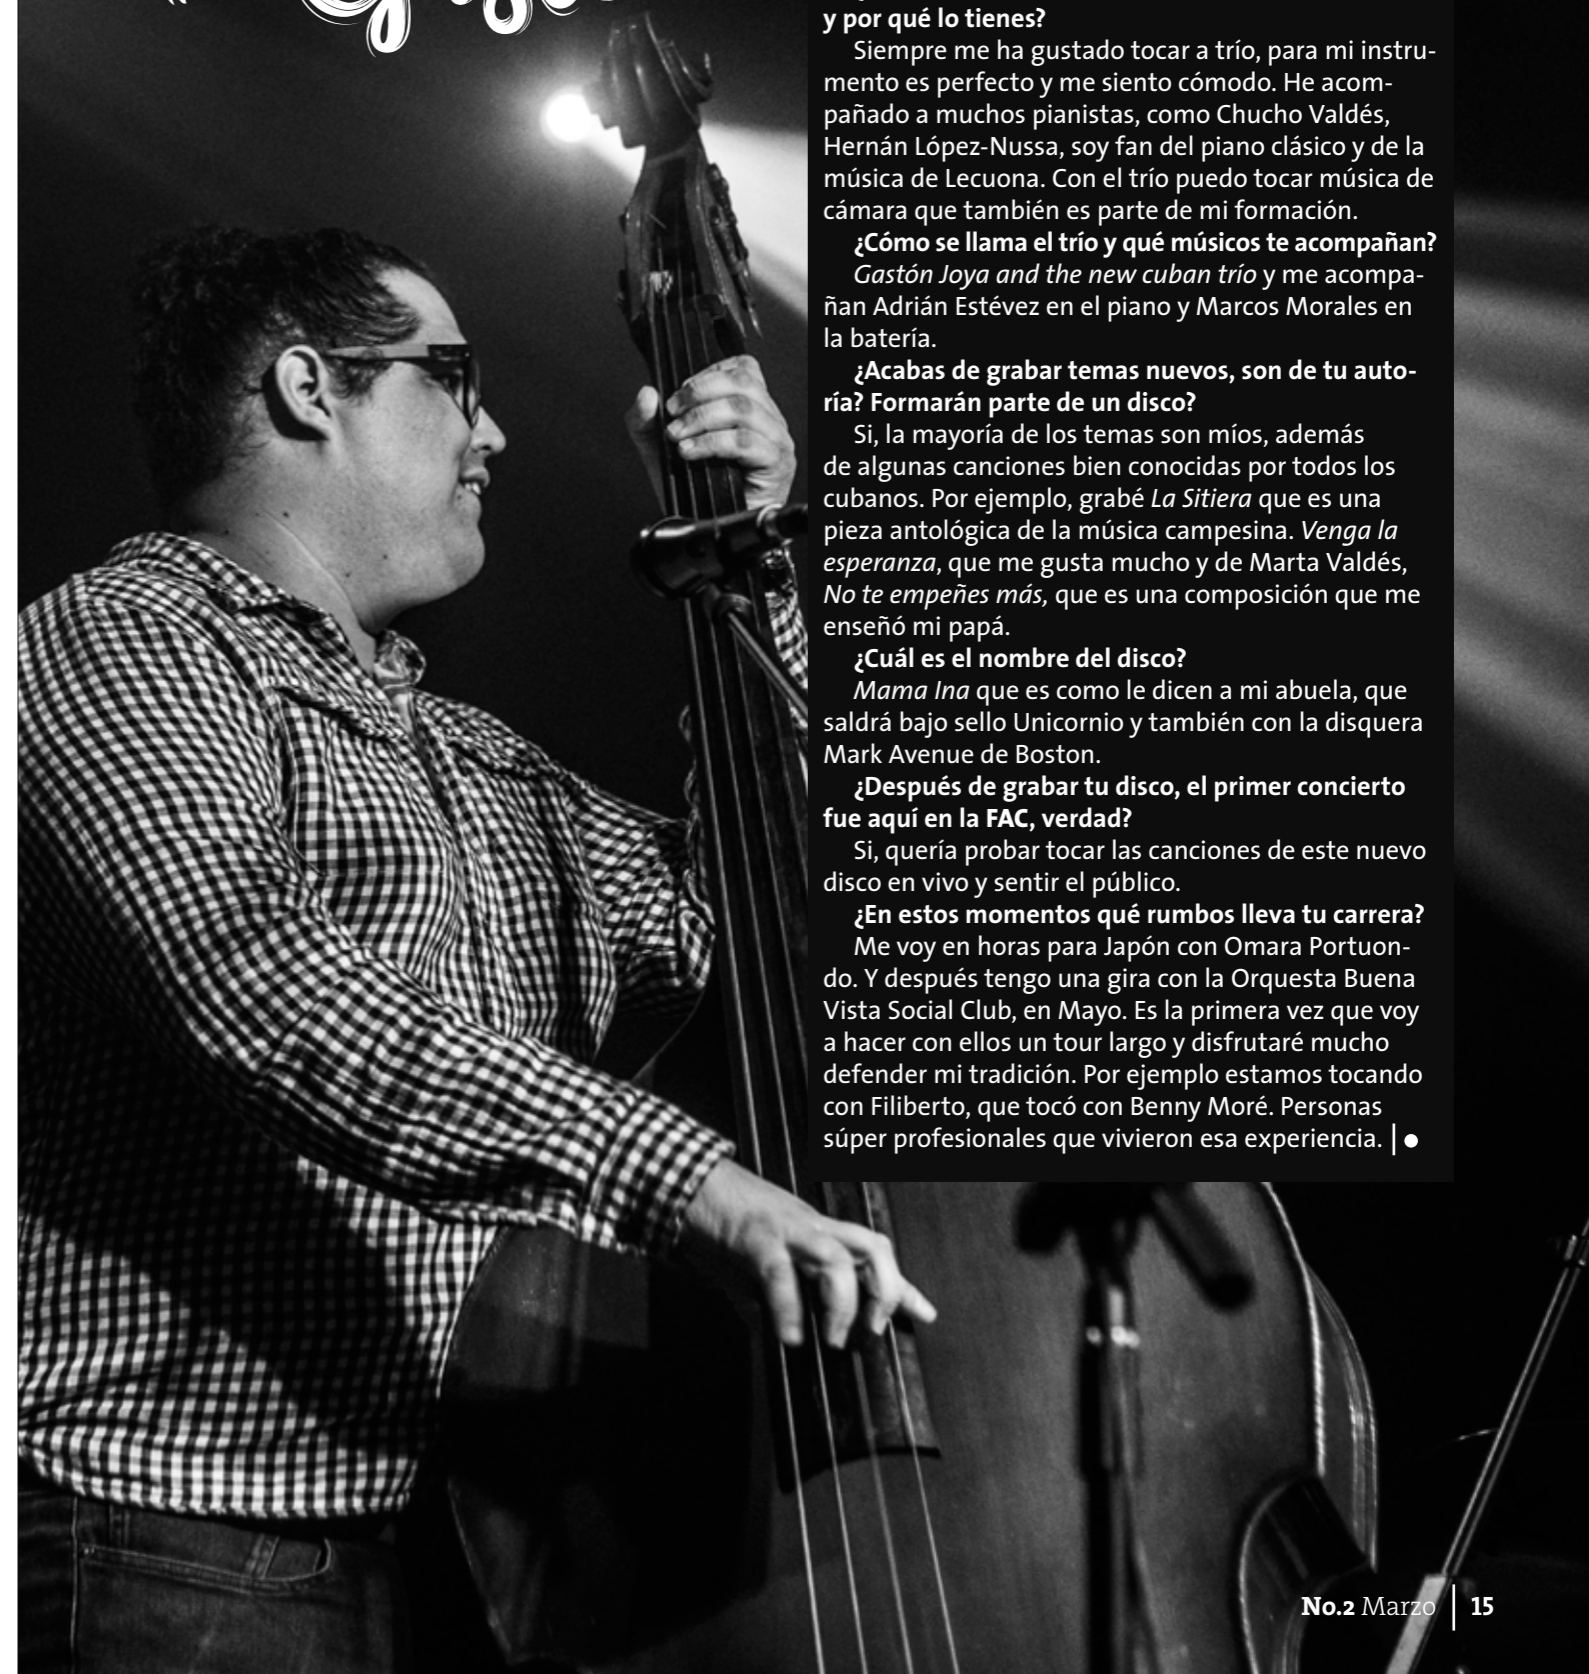 y por qué lo tienes?
Siempre me ha gustado tocar a trío, para mi instru-
mento es perfecto y me siento cómodo. He acom-
pañado a muchos pianistas, como Chucho Valdés,
Hernán López-Nussa, soy fan del piano clásico y de la
música de Lecuona. Con el trío puedo tocar música de
cámara que también es parte de mi formación.
¿Cómo se llama el trío y qué músicos te acompañan?
Gastón Joya and the new cuban trío y me acompa-
ñan Adrián Estévez en el piano y Marcos Morales en
la batería.
¿Acabas de grabar temas nuevos, son de tu auto-
ría? Formarán parte de un disco?
Si, la mayoría de los temas son míos, además
de algunas canciones bien conocidas por todos los
cubanos. Por ejemplo, grabé La Sitiera que es una
pieza antológica de la música campesina. Venga la
esperanza, que me gusta mucho y de Marta Valdés,
No te empeñes más, que es una composición que me
enseñó mi papá.
¿Cuál es el nombre del disco?
Mama Ina que es como le dicen a mi abuela, que
saldrá bajo sello Unicornio y también con la disquera
Mark Avenue de Boston.
¿Después de grabar tu disco, el primer concierto
fue aquí en la FAC, verdad?
Si, quería probar tocar las canciones de este nuevo
disco en vivo y sentir el público.
¿En estos momentos qué rumbos lleva tu carrera?
Me voy en horas para Japón con Omara Portuon-
do. Y después tengo una gira con la Orquesta Buena
Vista Social Club, en Mayo. Es la primera vez que voy
a hacer con ellos un tour largo y disfrutaré mucho
defender mi tradición. Por ejemplo estamos tocando
con Filiberto, que tocó con Benny Moré. Personas
súper profesionales que vivieron esa experiencia.
No.2 Marzo | 15